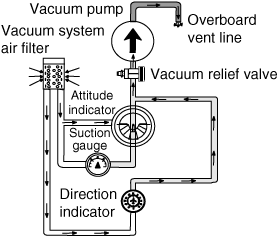 Vacuum pump
Overboard
vent line
Vacuum system
air filter
Vacuum relief valve
Attitude
indicator
Suction
gauge
Direction
indicator